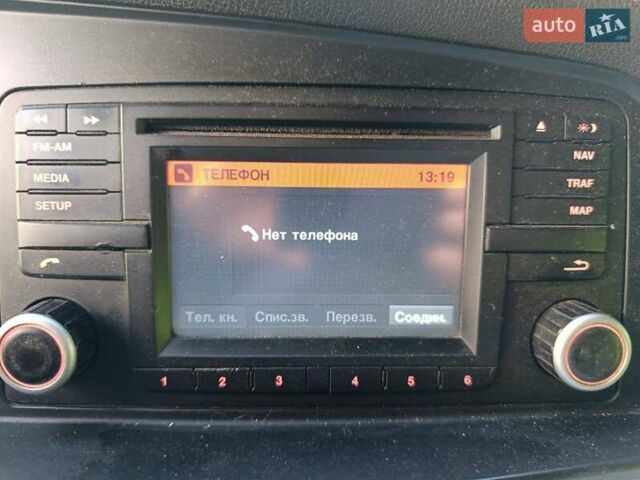 auto RIA .com
FM-AM
MEDIA
SETUP
NAV
TRAF
MAP
ТЕЛЕФОН 13:19
Нет телефона
Тел. кн. Спис.зв. Перезв. Соедин.
1 2 3 4 5 6